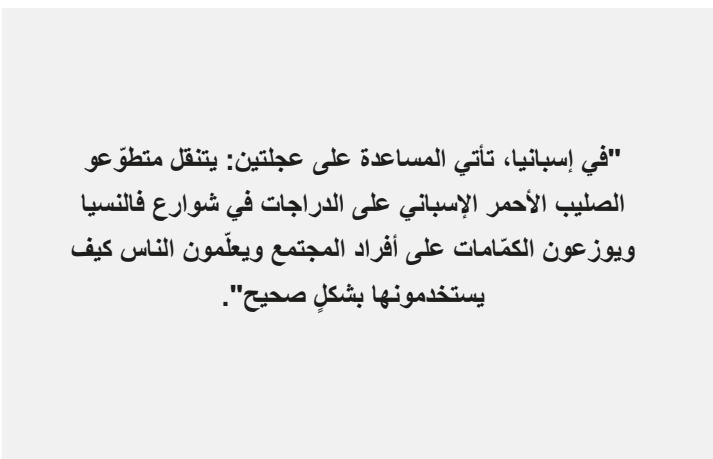 "في إسبانيا، تأتي المساعدة على عجلتين: يتنقل متطوّعو
الصليب الأحمر الإسباني على الدراجات في شوارع فالنسيا
ويوزعون الكمّامات على أفراد المجتمع ويعلّمون الناس كيف
يستخدمونها بشكلٍ صحيح".